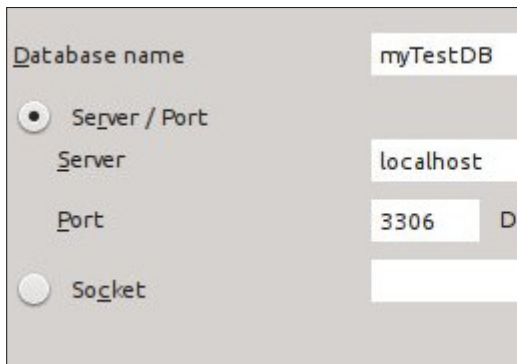 Database name myTestDB
Server / Port
Server localhost
Port 3306 D
Socket